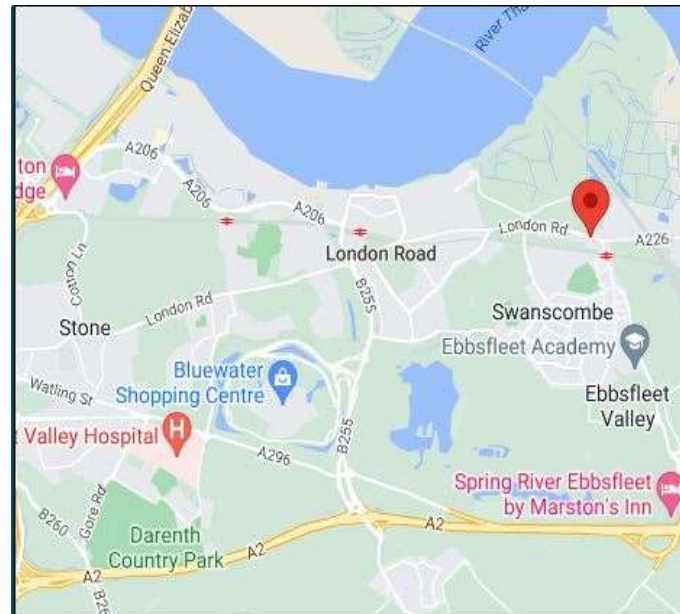 Queen Elizab
River Tha
A206
ton
dge
A206
A206
London Rd
A226
London Road
Cotton Ln
B255
Stone
London Rd
Swanscombe
Ebbsfleet Academy
Bluewater
Shopping Centre
Ebbsfleet
Valley
Watling St
t Valley Hospital
H
B255
A296
Spring River Ebbsfleet
by Marston's Inn
Gore Rd
B260
Darenth
Country Park
A2
A2
A2
B26